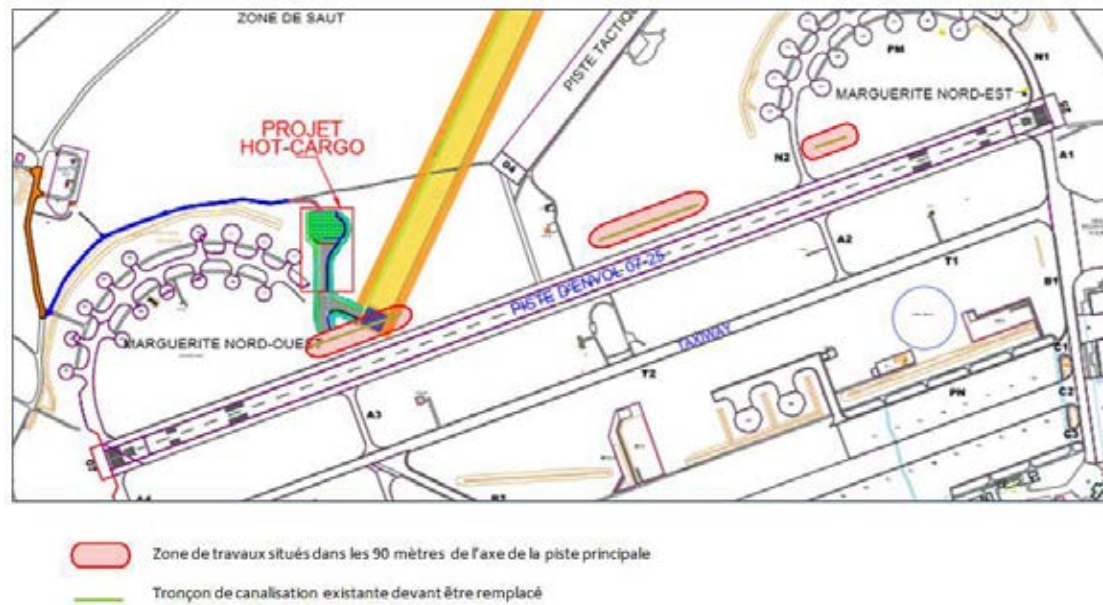 ZONE DE SAUT
PISTE TACTIQUE
PM
N1
MARGUERITE NORD-EST
PROJET
HOT-CARGO
N2
A1
A2
PISTE D'ENVOL 07-25
T1
B1
MARGUERITE NORD-OUEST
TAXIWAY
T2
C1
A3
PN
C2
C3
A4
Zone de travaux situés dans les 90 mètres de l'axe de la piste principale
Tronçon de canalisation existante devant être remplacé